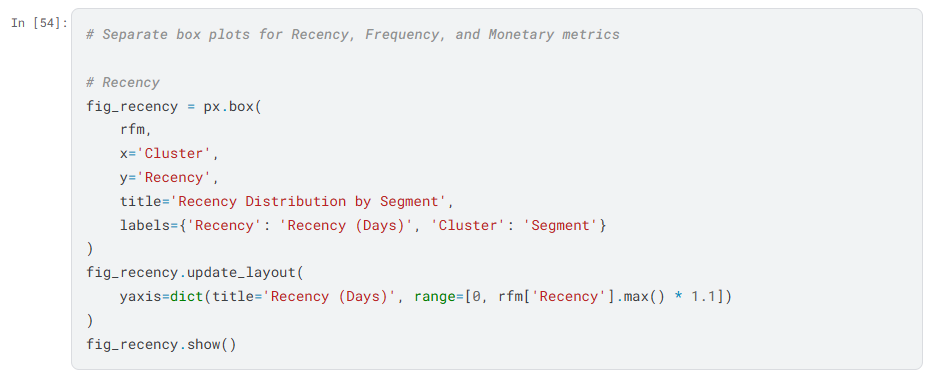 In [54]:
# Separate box plots for Recency, Frequency, and Monetary metrics

# Recency
fig_recency = px.box(
    rfm,
    x='Cluster',
    y='Recency',
    title='Recency Distribution by Segment',
    labels={'Recency': 'Recency (Days)', 'Cluster': 'Segment'}
)
fig_recency.update_layout(
    yaxis=dict(title='Recency (Days)', range=[0, rfm['Recency'].max() * 1.1])
)
fig_recency.show()